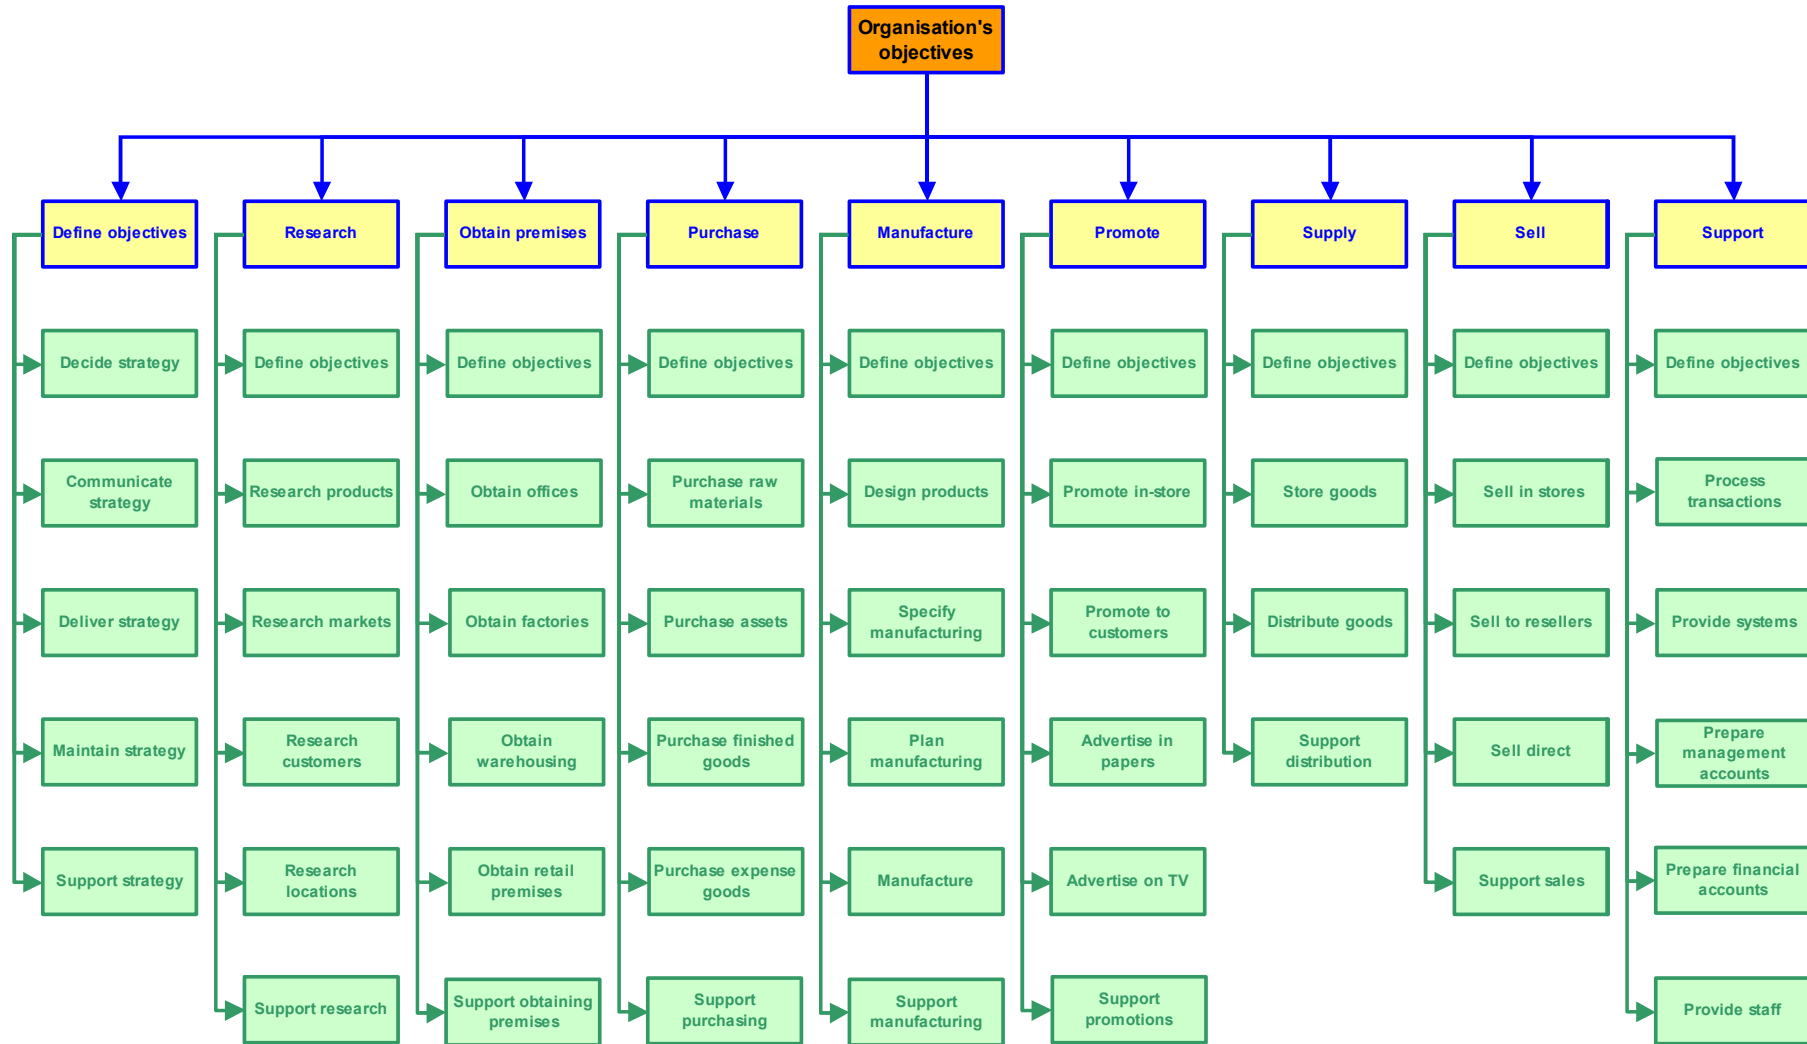 Organisation's
objectives
Define objectives
Research
Obtain premises
Purchase
Manufacture
Promote
Supply
Sell
Support
Decide strategy
Define objectives
Define objectives
Define objectives
Define objectives
Define objectives
Define objectives
Define objectives
Define objectives
Communicate
strategy
Research products
Obtain offices
Purchase raw
materials
Design products
Promote in-store
Store goods
Sell in stores
Process
transactions
Deliver strategy
Research markets
Obtain factories
Purchase assets
Specify
manufacturing
Promote to
customers
Distribute goods
Sell to resellers
Provide systems
Maintain strategy
Research
customers
Obtain
warehousing
Purchase finished
goods
Plan
manufacturing
Advertise in
papers
Support
distribution
Sell direct
Prepare
management
accounts
Support strategy
Research
locations
Obtain retail
premises
Purchase expense
goods
Manufacture
Advertise on TV
Support sales
Prepare financial
accounts
Support research
Support obtaining
premises
Support
purchasing
Support
manufacturing
Support
promotions
Provide staff